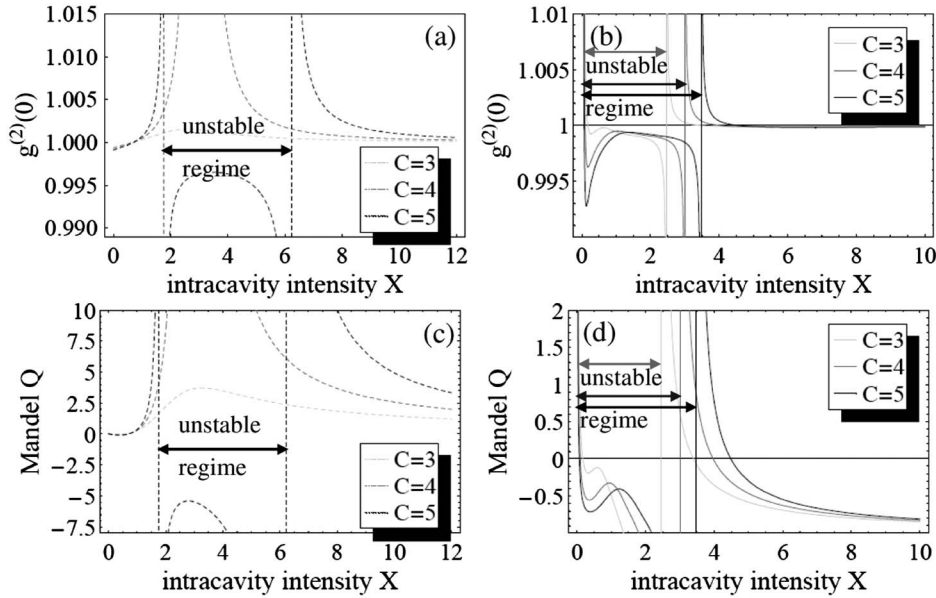 (a)
g(2)(0)
1.015
1.010
1.005
1.000
0.995
0.990
unstable
regime
C=3
C=4
C=5
0 2 4 6 8 10 12
intracavity intensity X
(b)
g(2)(0)
1.01
1.005
1
0.995
unstable
regime
C=3
C=4
C=5
0 2 4 6 8 10
intracavity intensity X
(c)
Mandel Q
10
7.5
5
2.5
0
−2.5
−5
−7.5
unstable
regime
C=3
C=4
C=5
0 2 4 6 8 10 12
intracavity intensity X
(d)
Mandel Q
2
1.5
1
0.5
0
−0.5
unstable
regime
C=3
C=4
C=5
0 2 4 6 8 10
intracavity intensity X